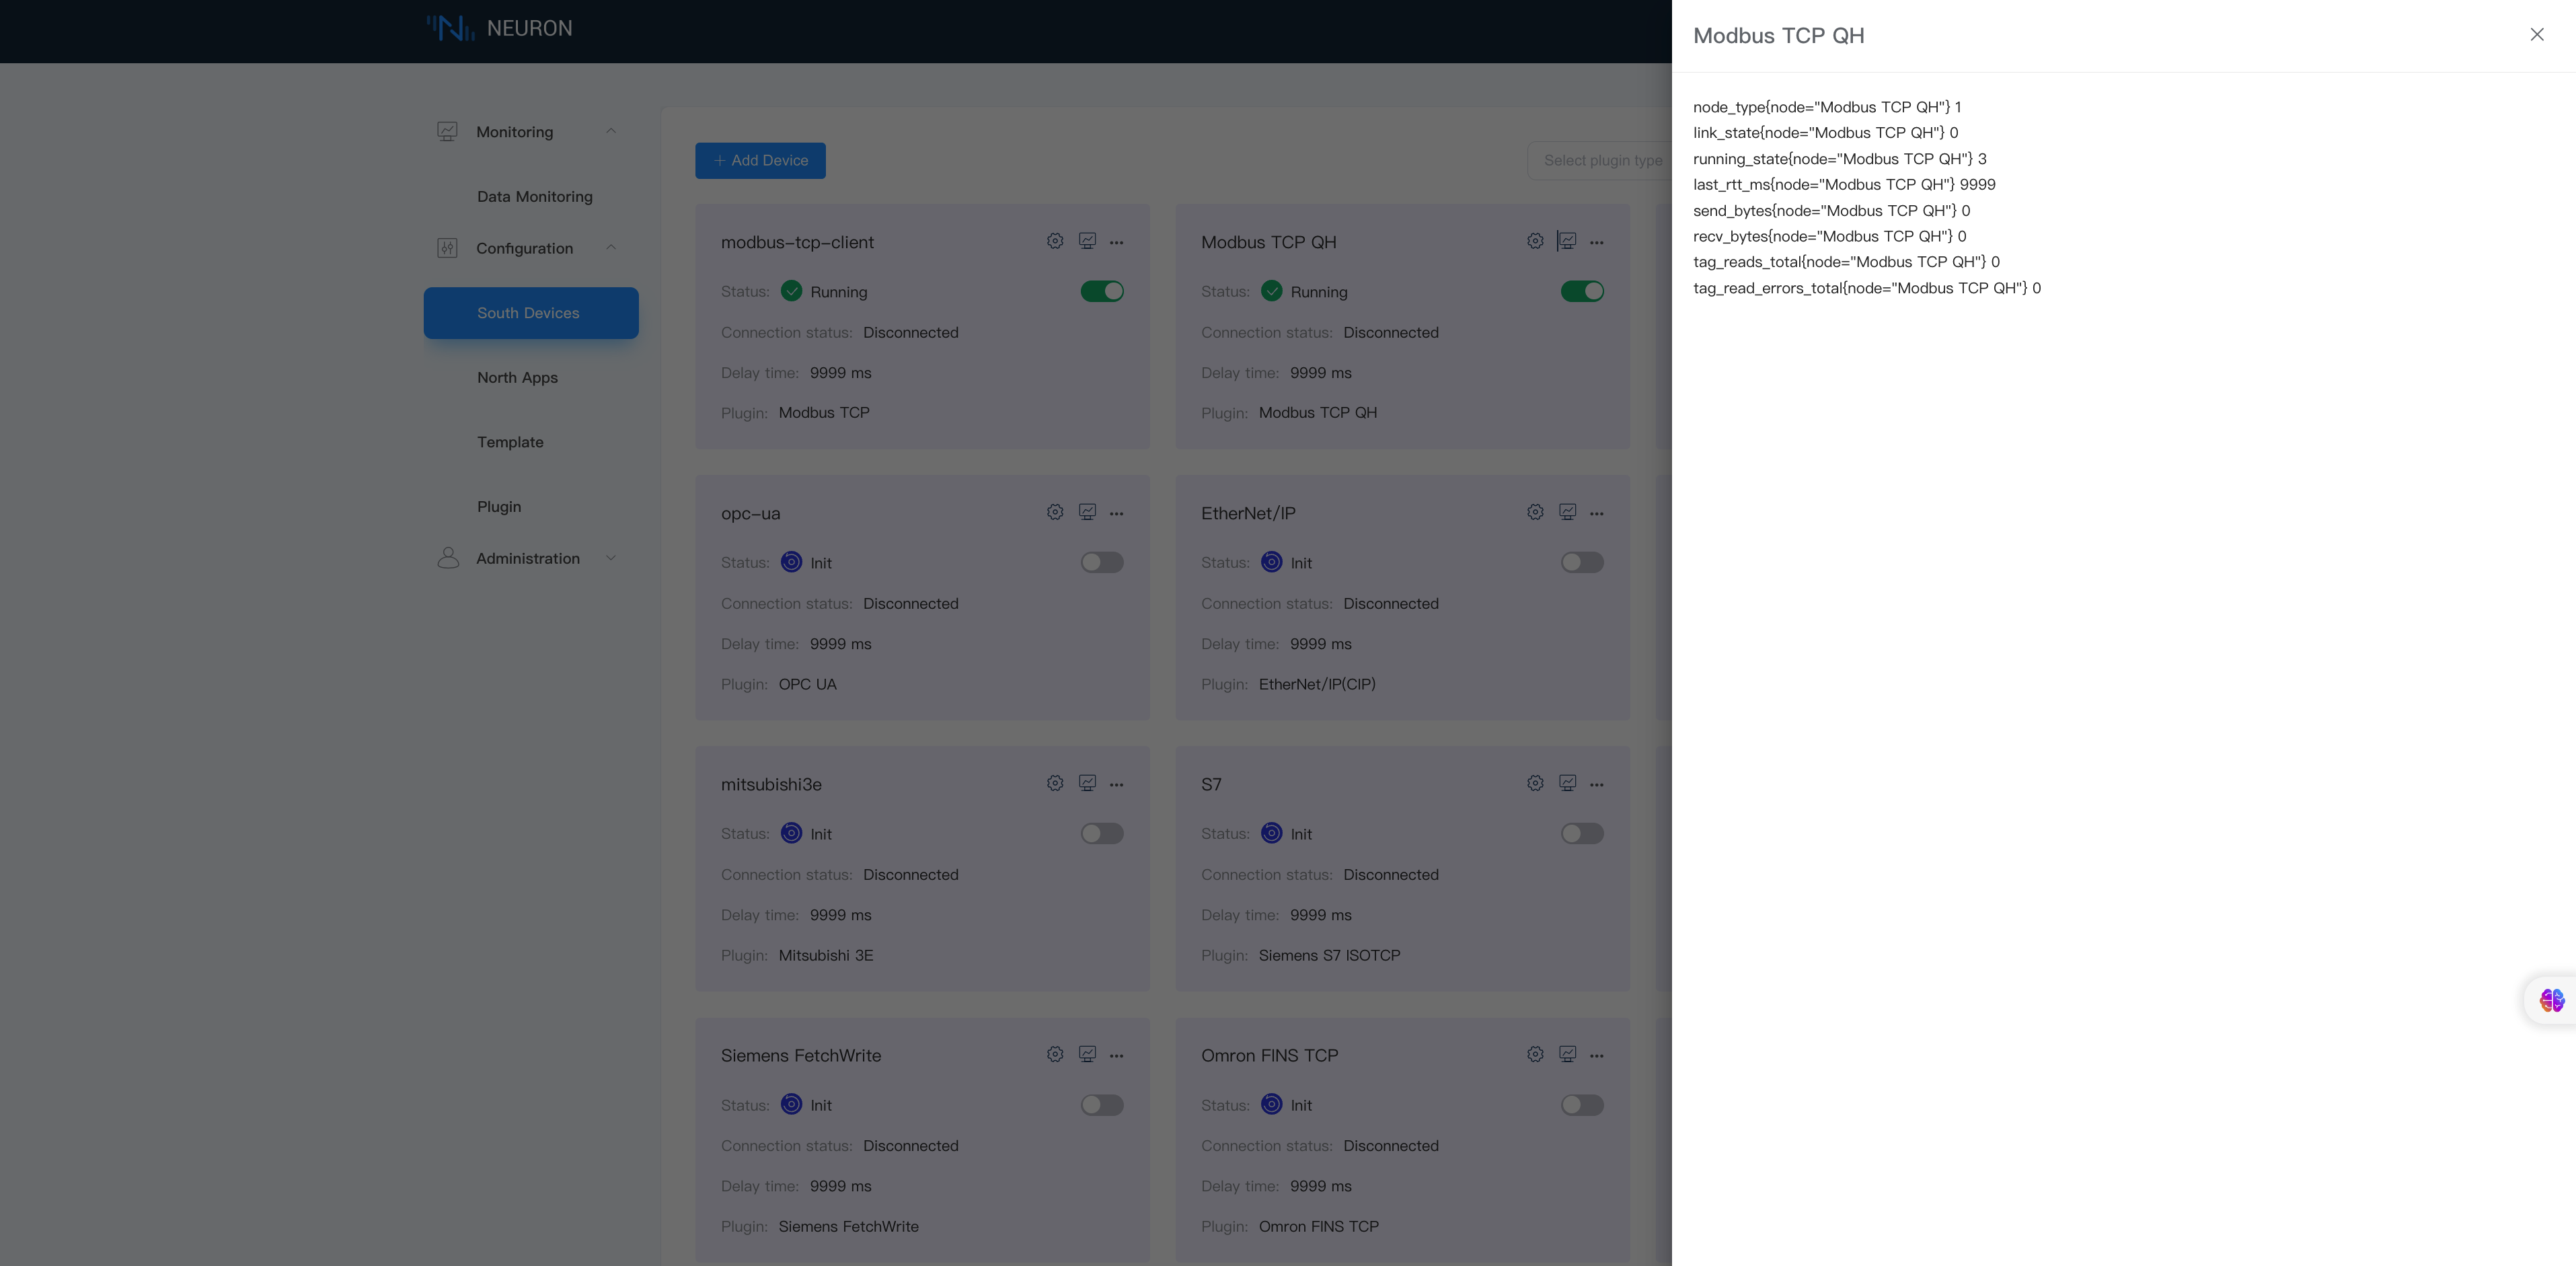 NEURON
Monitoring
Data Monitoring
Configuration
South Devices
North Apps
Template
Plugin
Administration
+ Add Device
Select plugin type
modbus-tcp-client
Status: Running
Connection status: Disconnected
Delay time: 9999 ms
Plugin: Modbus TCP
Modbus TCP QH
Status: Running
Connection status: Disconnected
Delay time: 9999 ms
Plugin: Modbus TCP QH
opc-ua
Status: Init
Connection status: Disconnected
Delay time: 9999 ms
Plugin: OPC UA
EtherNet/IP
Status: Init
Connection status: Disconnected
Delay time: 9999 ms
Plugin: EtherNet/IP(CIP)
mitsubishi3e
Status: Init
Connection status: Disconnected
Delay time: 9999 ms
Plugin: Mitsubishi 3E
S7
Status: Init
Connection status: Disconnected
Delay time: 9999 ms
Plugin: Siemens S7 ISOTCP
Siemens FetchWrite
Status: Init
Connection status: Disconnected
Delay time: 9999 ms
Plugin: Siemens FetchWrite
Omron FINS TCP
Status: Init
Connection status: Disconnected
Delay time: 9999 ms
Plugin: Omron FINS TCP
Modbus TCP QH
node_type{node="Modbus TCP QH"} 1
link_state{node="Modbus TCP QH"} 0
running_state{node="Modbus TCP QH"} 3
last_rtt_ms{node="Modbus TCP QH"} 9999
send_bytes{node="Modbus TCP QH"} 0
recv_bytes{node="Modbus TCP QH"} 0
tag_reads_total{node="Modbus TCP QH"} 0
tag_read_errors_total{node="Modbus TCP QH"} 0